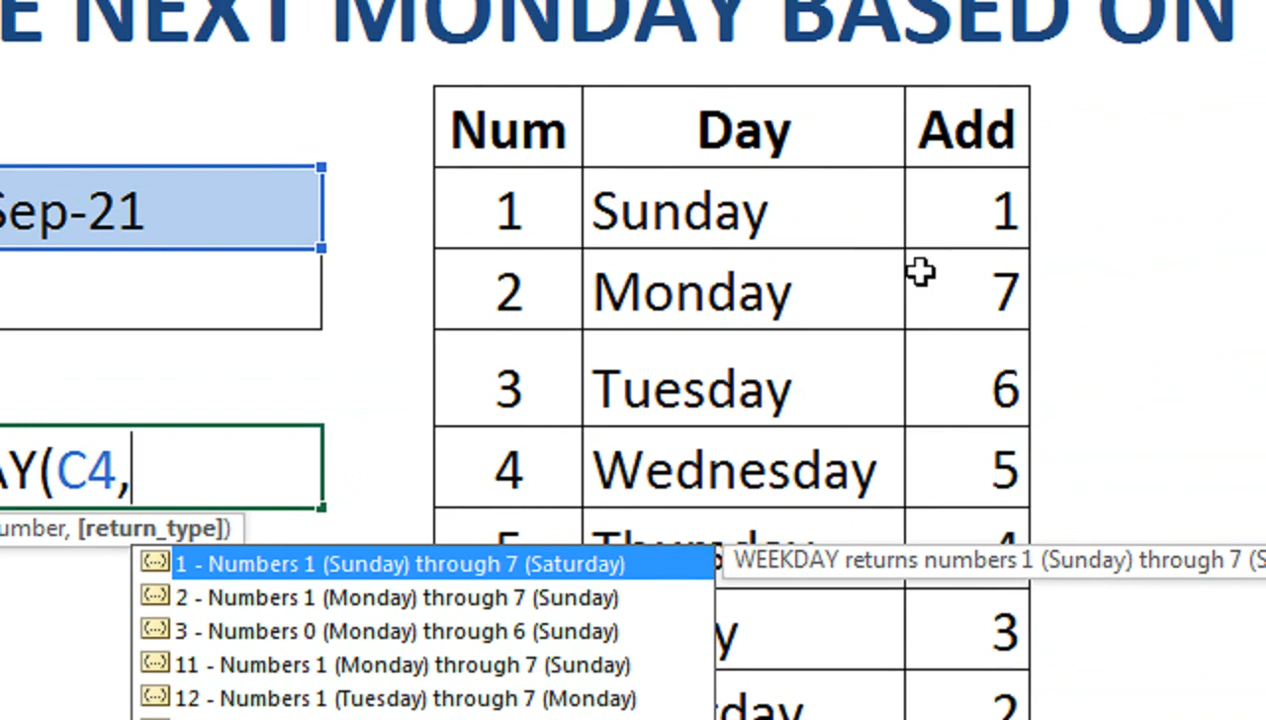 E NEXT MONDAY BASED ON
Num Day Add
Sep-21
1 Sunday 1
2 Monday 7
3 Tuesday 6
4 Wednesday 5
AY(C4,
umber, [return_type])
1 - Numbers 1 (Sunday) through 7 (Saturday)
WEEKDAY returns numbers 1 (Sunday) through 7 (S
2 - Numbers 1 (Monday) through 7 (Sunday)
3 - Numbers 0 (Monday) through 6 (Sunday)
y 3
11 - Numbers 1 (Monday) through 7 (Sunday)
12 - Numbers 1 (Tuesday) through 7 (Monday)
day 2